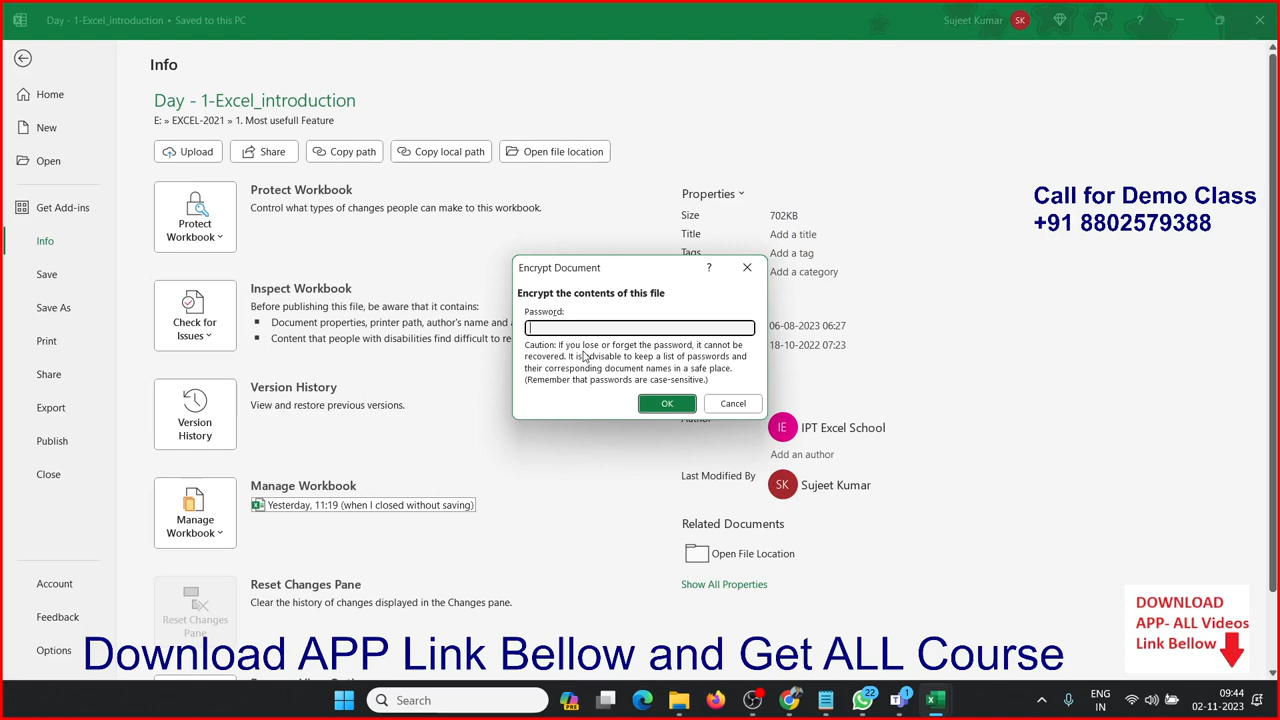 Day - 1-Excel_introduction • Saved to this PC
Sujeet Kumar
SK
Info
Home
New
Open
Get Add-ins
Info
Save
Save As
Print
Share
Export
Publish
Close
Account
Feedback
Options
Day - 1-Excel_introduction
E: » EXCEL-2021 » 1. Most usefull Feature
Upload
Share
Copy path
Copy local path
Open file location
Protect Workbook
Protect Workbook
Control what types of changes people can make to this workbook.
Check for Issues
Inspect Workbook
Before publishing this file, be aware that it contains:
Document properties, printer path, author's name and
Content that people with disabilities find difficult to re
Version History
Version History
View and restore previous versions.
Manage Workbook
Manage Workbook
Yesterday, 11:19 (when I closed without saving)
Reset Changes Pane
Reset Changes Pane
Clear the history of changes displayed in the Changes pane.
Properties
Size 702KB
Title Add a title
Tags Add a tag
Add a category
06-08-2023 06:27
18-10-2022 07:23
IE IPT Excel School
Add an author
Last Modified By SK Sujeet Kumar
Related Documents
Open File Location
Show All Properties
Encrypt Document
?
Encrypt the contents of this file
Password:
Caution: If you lose or forget the password, it cannot be
recovered. It is advisable to keep a list of passwords and
their corresponding document names in a safe place.
(Remember that passwords are case-sensitive.)
OK
Cancel
Call for Demo Class
+91 8802579388
DOWNLOAD
APP- ALL Videos
Link Bellow
Download APP Link Bellow and Get ALL Course
Search
PRE
22
1
ENG
IN
09:44
02-11-2023